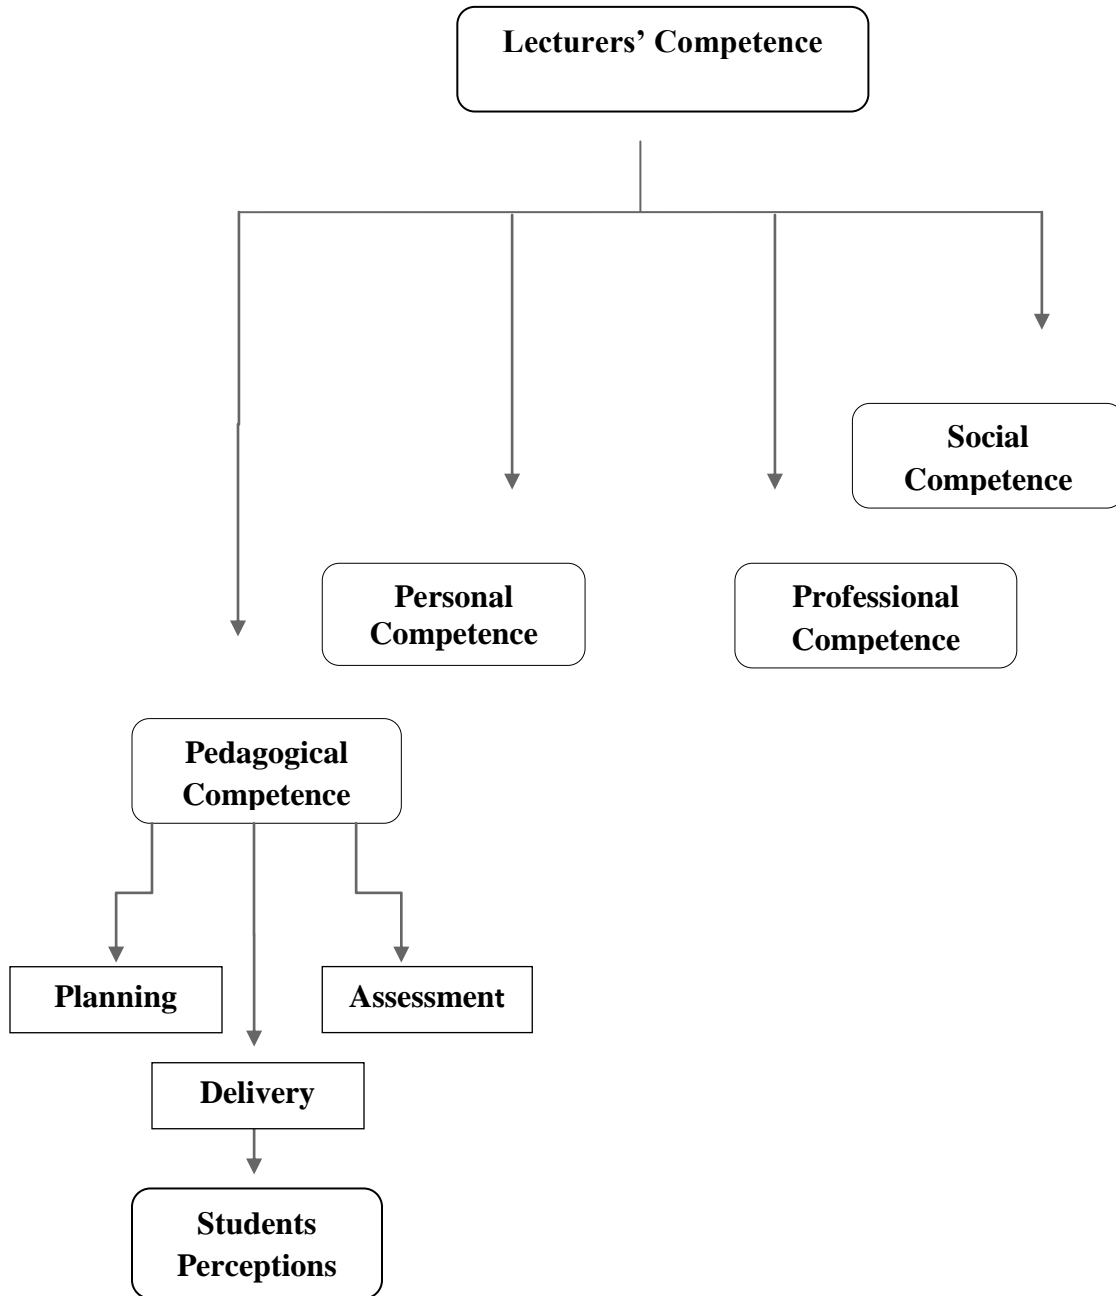 Lecturers’ Competence
Social
Competence
Personal
Competence
Professional
Competence
Pedagogical
Competence
Planning
Assessment
Delivery
Students
Perceptions